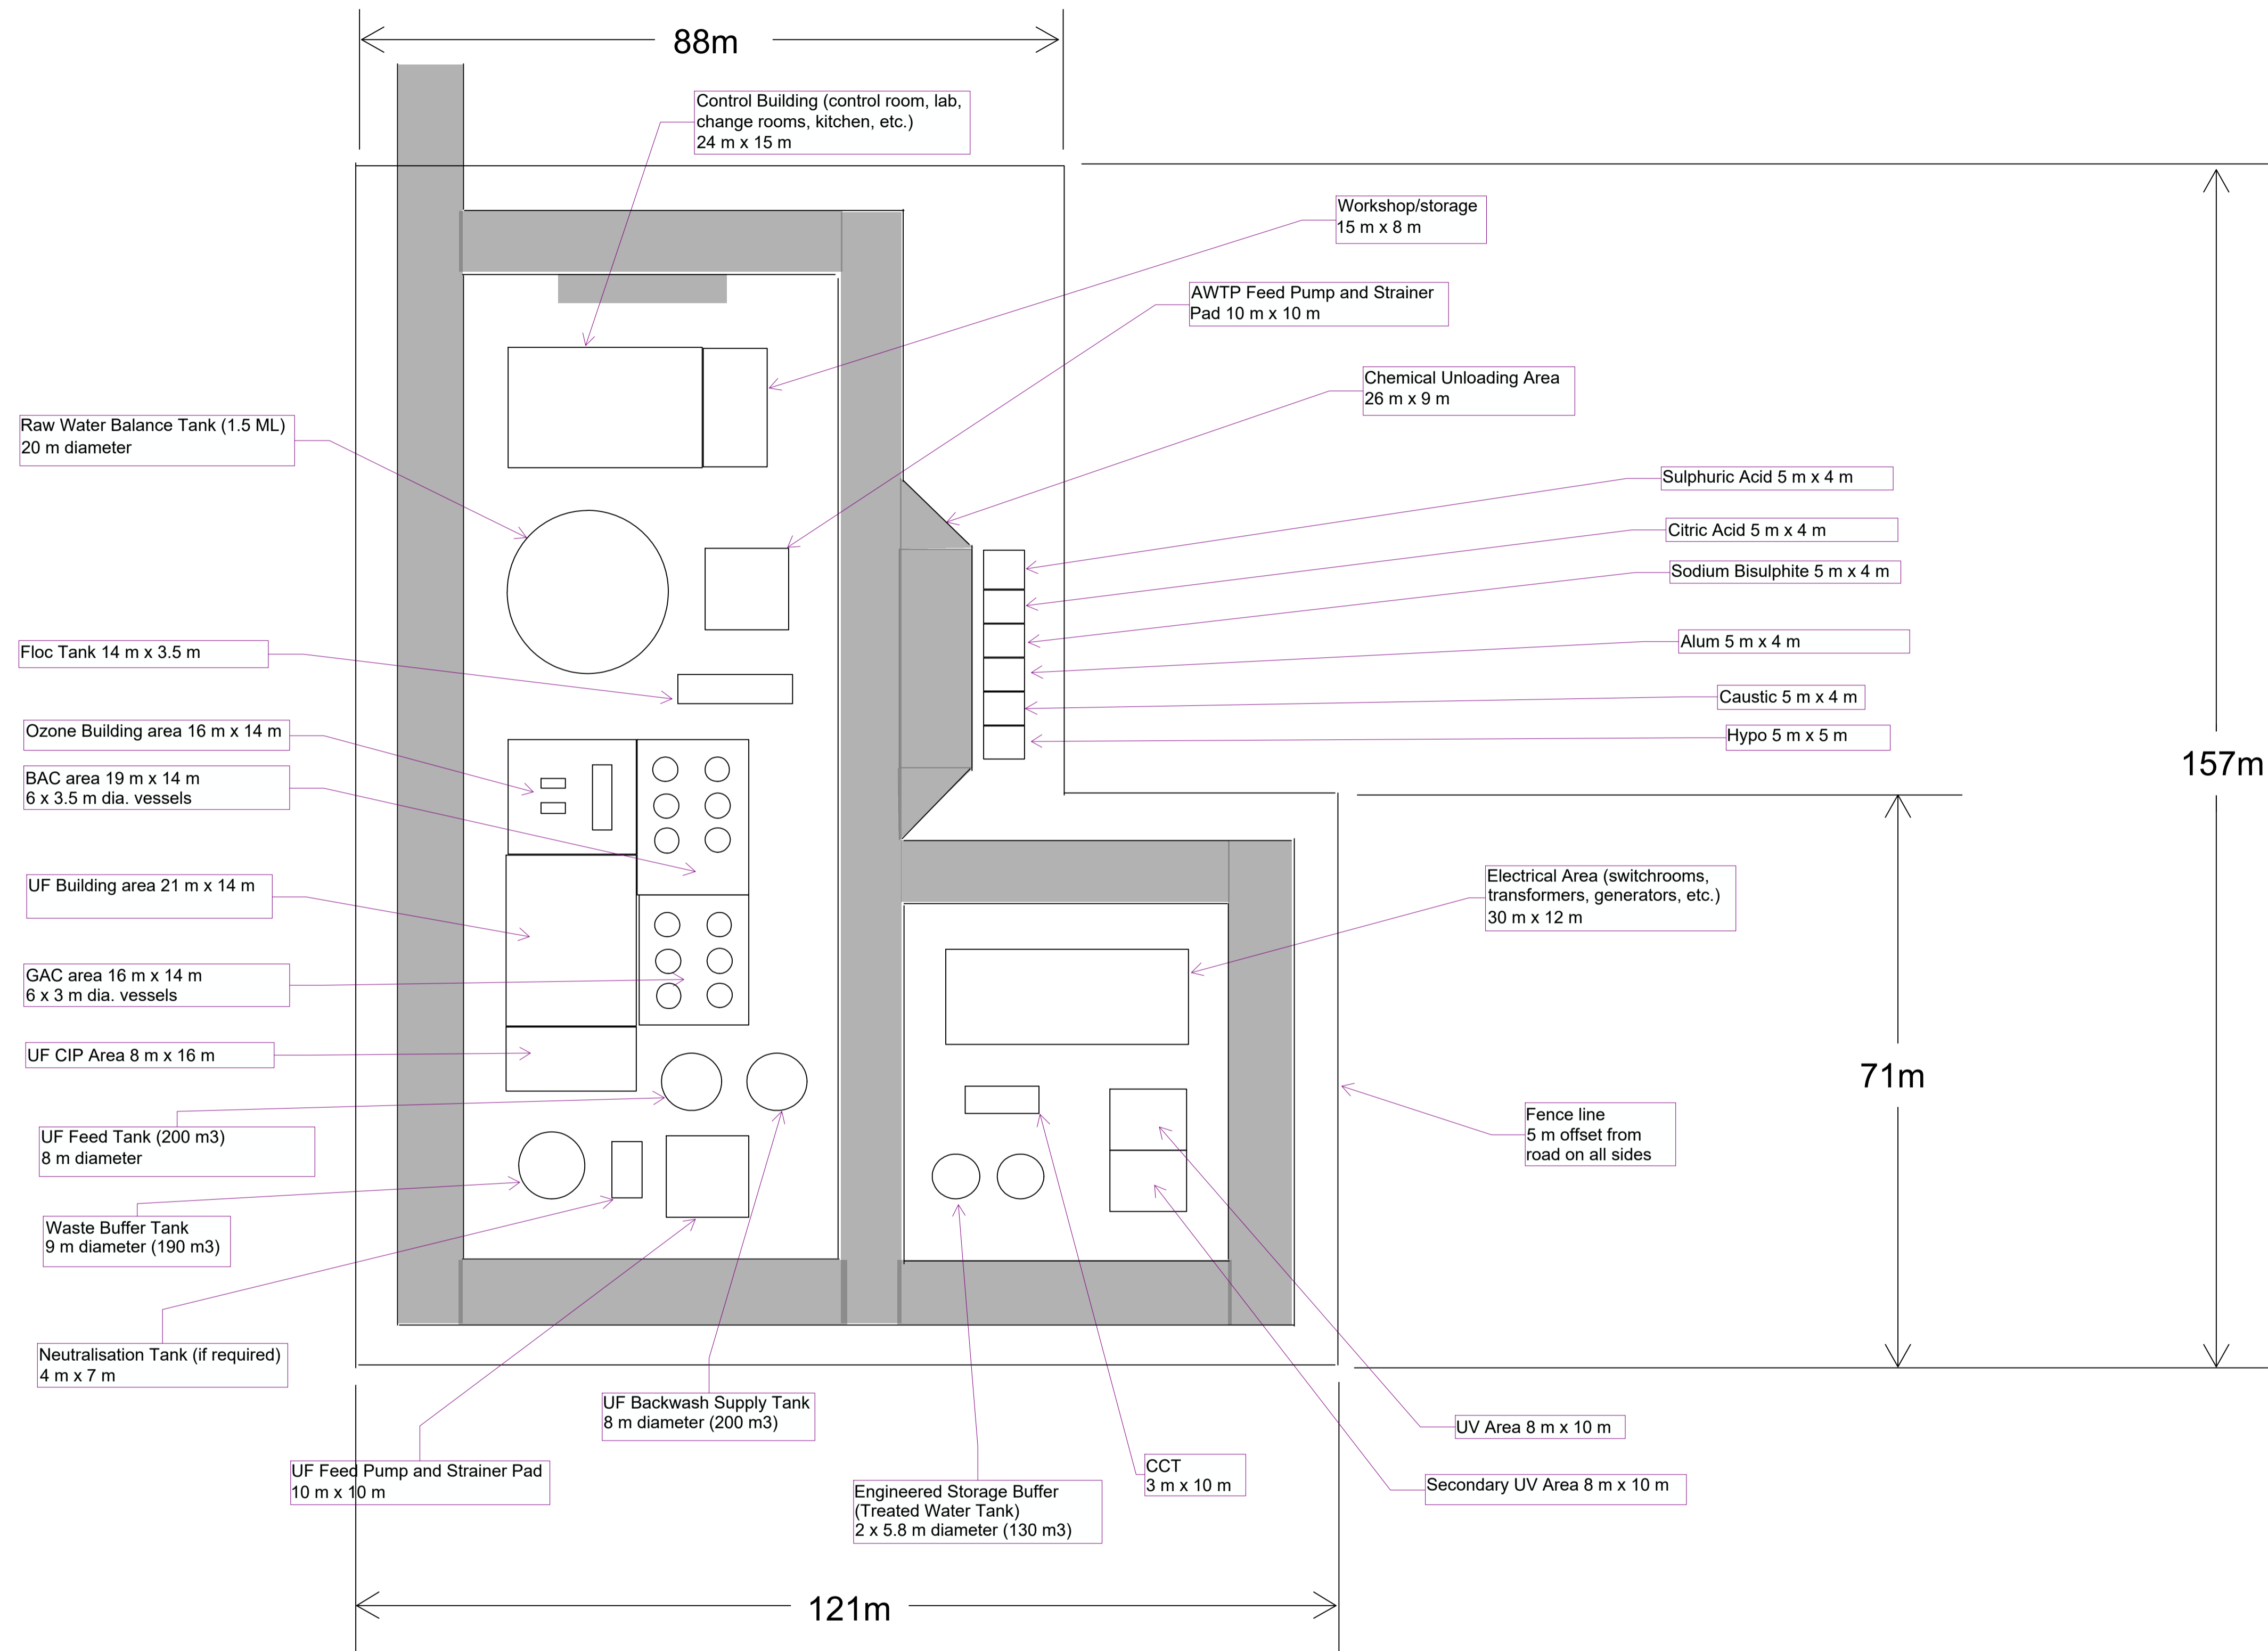 88m
Control Building (control room, lab,
change rooms, kitchen, etc.)
24 m x 15 m
Workshop/storage
15 m x 8 m
AWTP Feed Pump and Strainer
Pad 10 m x 10 m
Chemical Unloading Area
26 m x 9 m
Raw Water Balance Tank (1.5 ML)
20 m diameter
Sulphuric Acid 5 m x 4 m
Citric Acid 5 m x 4 m
Sodium Bisulphite 5 m x 4 m
Floc Tank 14 m x 3.5 m
Alum 5 m x 4 m
Caustic 5 m x 4 m
Ozone Building area 16 m x 14 m
Hypo 5 m x 5 m
157m
BAC area 19 m x 14 m
6 x 3.5 m dia. vessels
UF Building area 21 m x 14 m
Electrical Area (switchrooms,
transformers, generators, etc.)
30 m x 12 m
GAC area 16 m x 14 m
6 x 3 m dia. vessels
UF CIP Area 8 m x 16 m
71m
UF Feed Tank (200 m3)
8 m diameter
Fence line
5 m offset from
road on all sides
Waste Buffer Tank
9 m diameter (190 m3)
Neutralisation Tank (if required)
4 m x 7 m
UF Backwash Supply Tank
8 m diameter (200 m3)
UV Area 8 m x 10 m
UF Feed Pump and Strainer Pad
10 m x 10 m
CCT
3 m x 10 m
Secondary UV Area 8 m x 10 m
Engineered Storage Buffer
(Treated Water Tank)
2 x 5.8 m diameter (130 m3)
121m